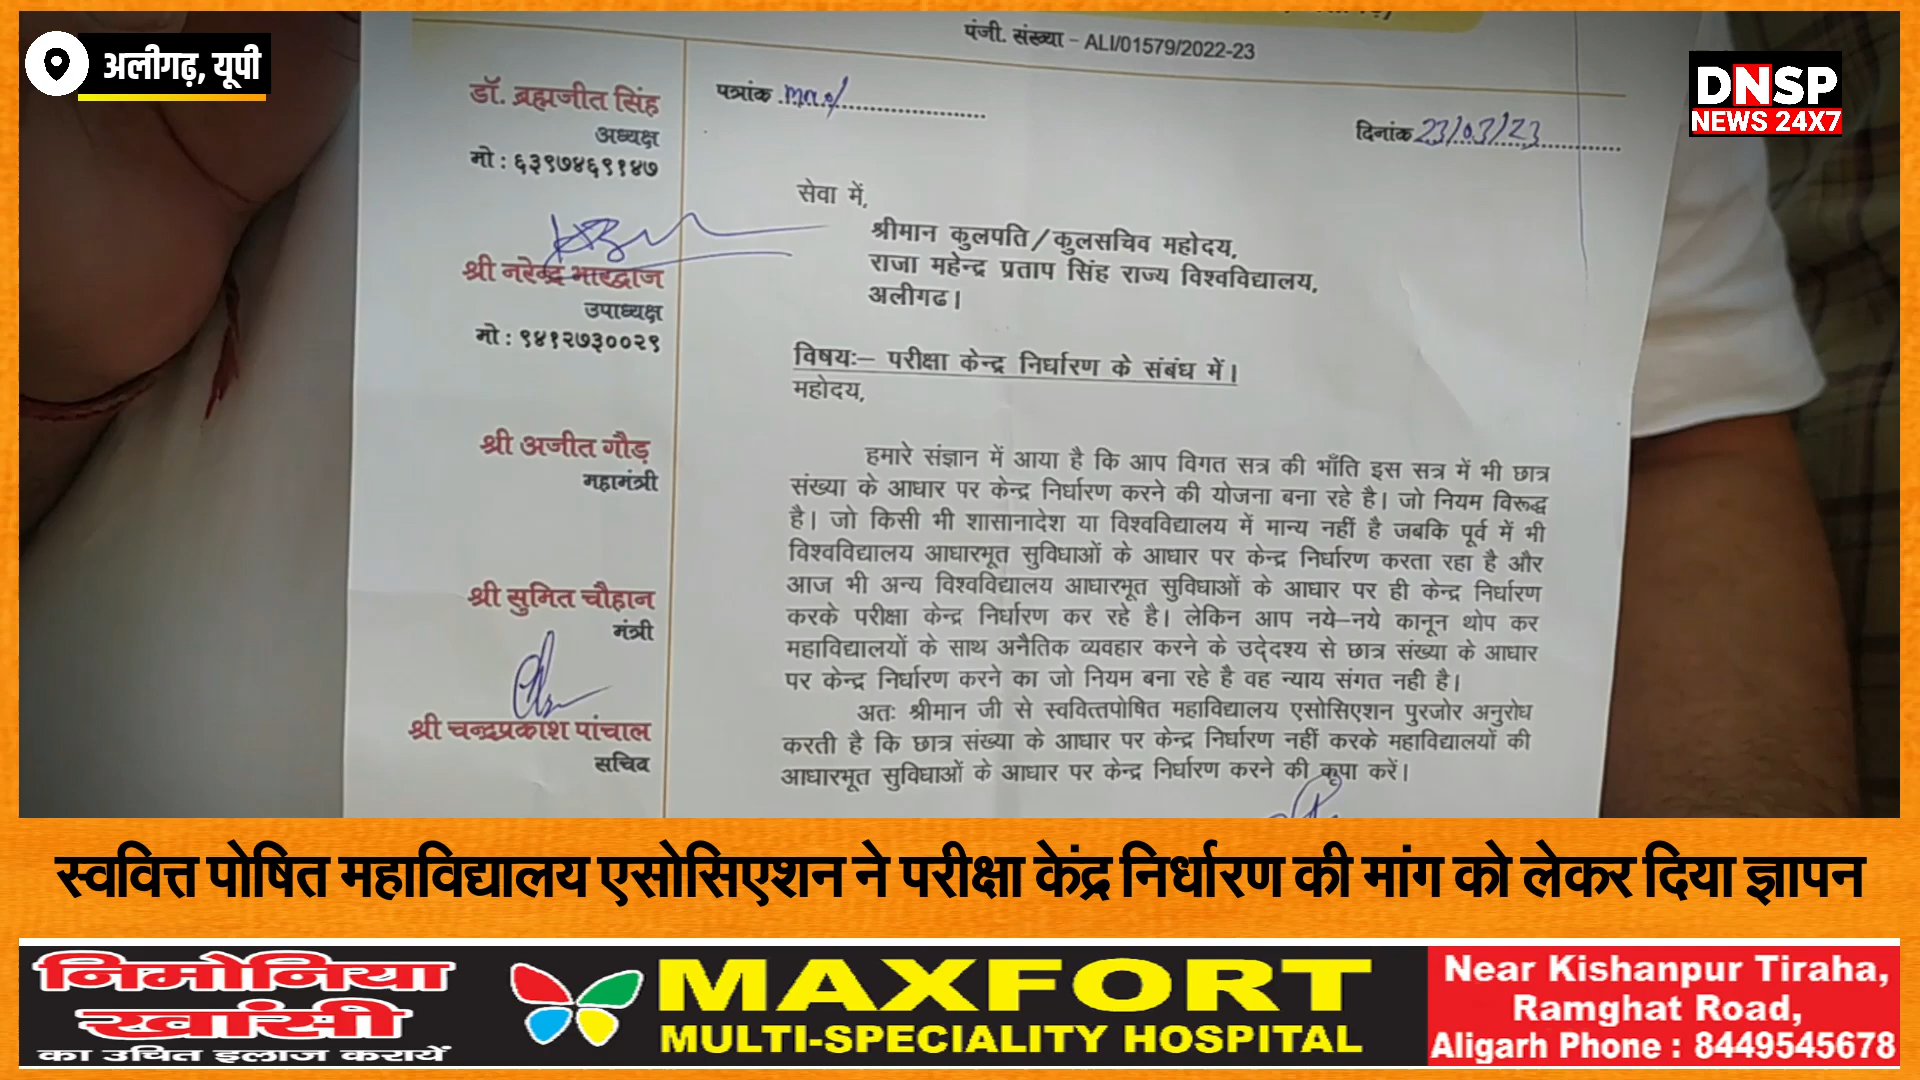 अलीगढ़, यूपी
DNSP
NEWS 24X7
पंजी. संख्या – ALI/01579/2022-23
पत्रांक
दिनांक 23/03/23
डॉ. ब्रह्मजीत सिंह
अध्यक्ष
मो : ६३९७४६९१४७
श्री नरेन्द्र भारद्वाज
उपाध्यक्ष
मो : ९४१२७३००२९
श्री अजीत गौड़
महामंत्री
श्री सुमित चौहान
मंत्री
श्री चन्द्रप्रकाश पांचाल
सचिव
सेवा में,
श्रीमान कुलपति/कुलसचिव महोदय,
राजा महेन्द्र प्रताप सिंह राज्य विश्वविद्यालय,
अलीगढ।
विषयः– परीक्षा केन्द्र निर्धारण के संबंध में।
महोदय,
हमारे संज्ञान में आया है कि आप विगत सत्र की भाँति इस सत्र में भी छात्र
संख्या के आधार पर केन्द्र निर्धारण करने की योजना बना रहे है। जो नियम विरूद्ध
है। जो किसी भी शासानादेश या विश्वविद्यालय में मान्य नहीं है जबकि पूर्व में भी
विश्वविद्यालय आधारभूत सुविधाओं के आधार पर केन्द्र निर्धारण करता रहा है और
आज भी अन्य विश्वविद्यालय आधारभूत सुविधाओं के आधार पर ही केन्द्र निर्धारण
करके परीक्षा केन्द्र निर्धारण कर रहे है। लेकिन आप नये–नये कानून थोप कर
महाविद्यालयों के साथ अनैतिक व्यवहार करने के उद्देदश्य से छात्र संख्या के आधार
पर केन्द्र निर्धारण करने का जो नियम बना रहे है वह न्याय संगत नही है।
अतः श्रीमान जी से स्ववित्तपोषित महाविद्यालय एसोसिएशन पुरजोर अनुरोध
करती है कि छात्र संख्या के आधार पर केन्द्र निर्धारण नहीं करके महाविद्यालयों की
आधारभूत सुविधाओं के आधार पर केन्द्र निर्धारण करने की कृपा करें।
स्ववित्त पोषित महाविद्यालय एसोसिएशन ने परीक्षा केंद्र निर्धारण की मांग को लेकर दिया ज्ञापन
निमोनिया
खांसी
का उचित इलाज करायें
MAXFORT
MULTI-SPECIALITY HOSPITAL
Near Kishanpur Tiraha,
Ramghat Road,
Aligarh Phone : 8449545678